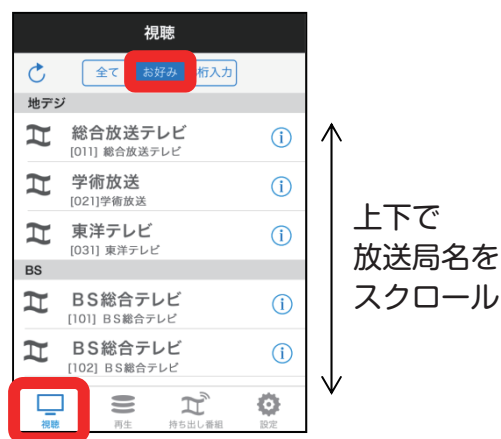 視聴
全て お好み 桁入力
地デジ
総合放送テレビ
[011] 総合放送テレビ
学術放送
[021]学術放送
東洋テレビ
[031] 東洋テレビ
BS
BS総合テレビ
[101] BS総合テレビ
BS総合テレビ
[102] BS総合テレビ
視聴 再生 持ち出し番組 設定
上下で
放送局名を
スクロール